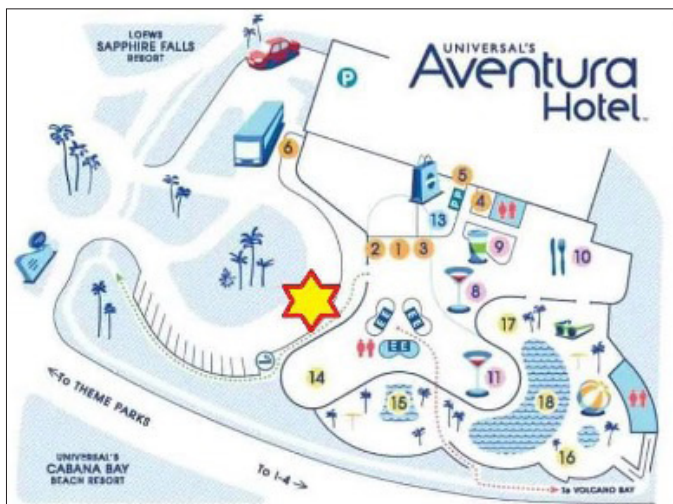 LOEWS
SAPPHIRE FALLS
RESORT
UNIVERSAL'S
Aventura
Hotel
P
6
5
4
13
2 1 3
9
10
8
17
EE
14
11
15
18
16
←To THEME PARKS
UNIVERSAL'S
CABANA BAY
BEACH RESORT
To I-4→
To VOLCANO BAY